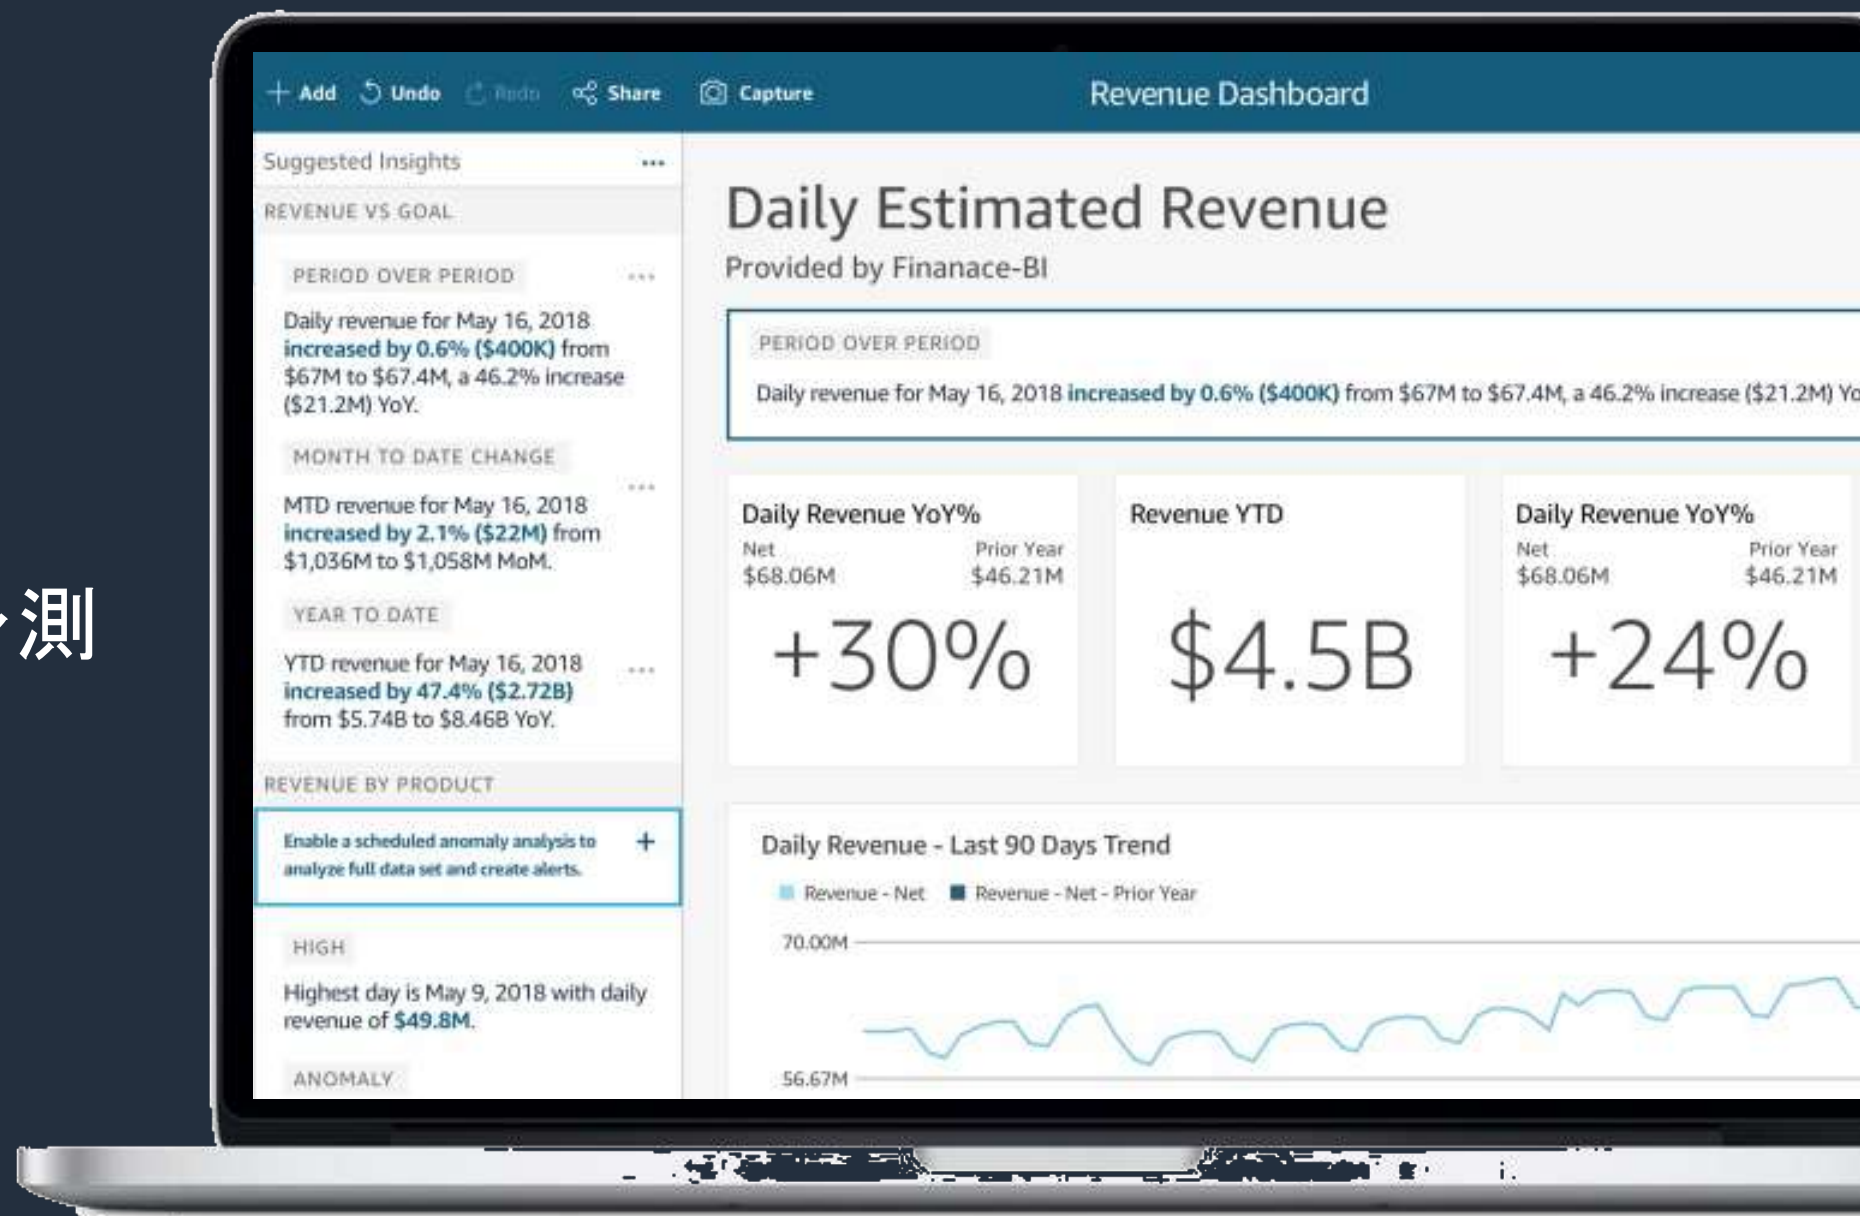 測
Add Undo Redo Share Capture Revenue Dashboard
Suggested Insights
REVENUE VS GOAL
PERIOD OVER PERIOD
Daily revenue for May 16, 2018
increased by 0.6% ($400K) from
$67M to $67.4M, a 46.2% increase
($21.2M) YoY.
MONTH TO DATE CHANGE
MTD revenue for May 16, 2018
increased by 2.1% ($22M) from
$1,036M to $1,058M MoM.
YEAR TO DATE
YTD revenue for May 16, 2018
increased by 47.4% ($2.72B)
from $5.74B to $8.46B YoY.
REVENUE BY PRODUCT
Enable a scheduled anomaly analysis to
analyze full data set and create alerts.
HIGH
Highest day is May 9, 2018 with daily
revenue of $49.8M.
ANOMALY
Daily Estimated Revenue
Provided by Finanace-BI
PERIOD OVER PERIOD
Daily revenue for May 16, 2018 increased by 0.6% ($400K) from $67M to $67.4M, a 46.2% increase ($21.2M) Yo
Daily Revenue YoY%
Net Prior Year
$68.06M $46.21M
+30%
Revenue YTD
$4.5B
Daily Revenue YoY%
Net Prior Year
$68.06M $46.21M
+24%
Daily Revenue - Last 90 Days Trend
Revenue - Net Revenue - Net - Prior Year
70.00M
56.67M